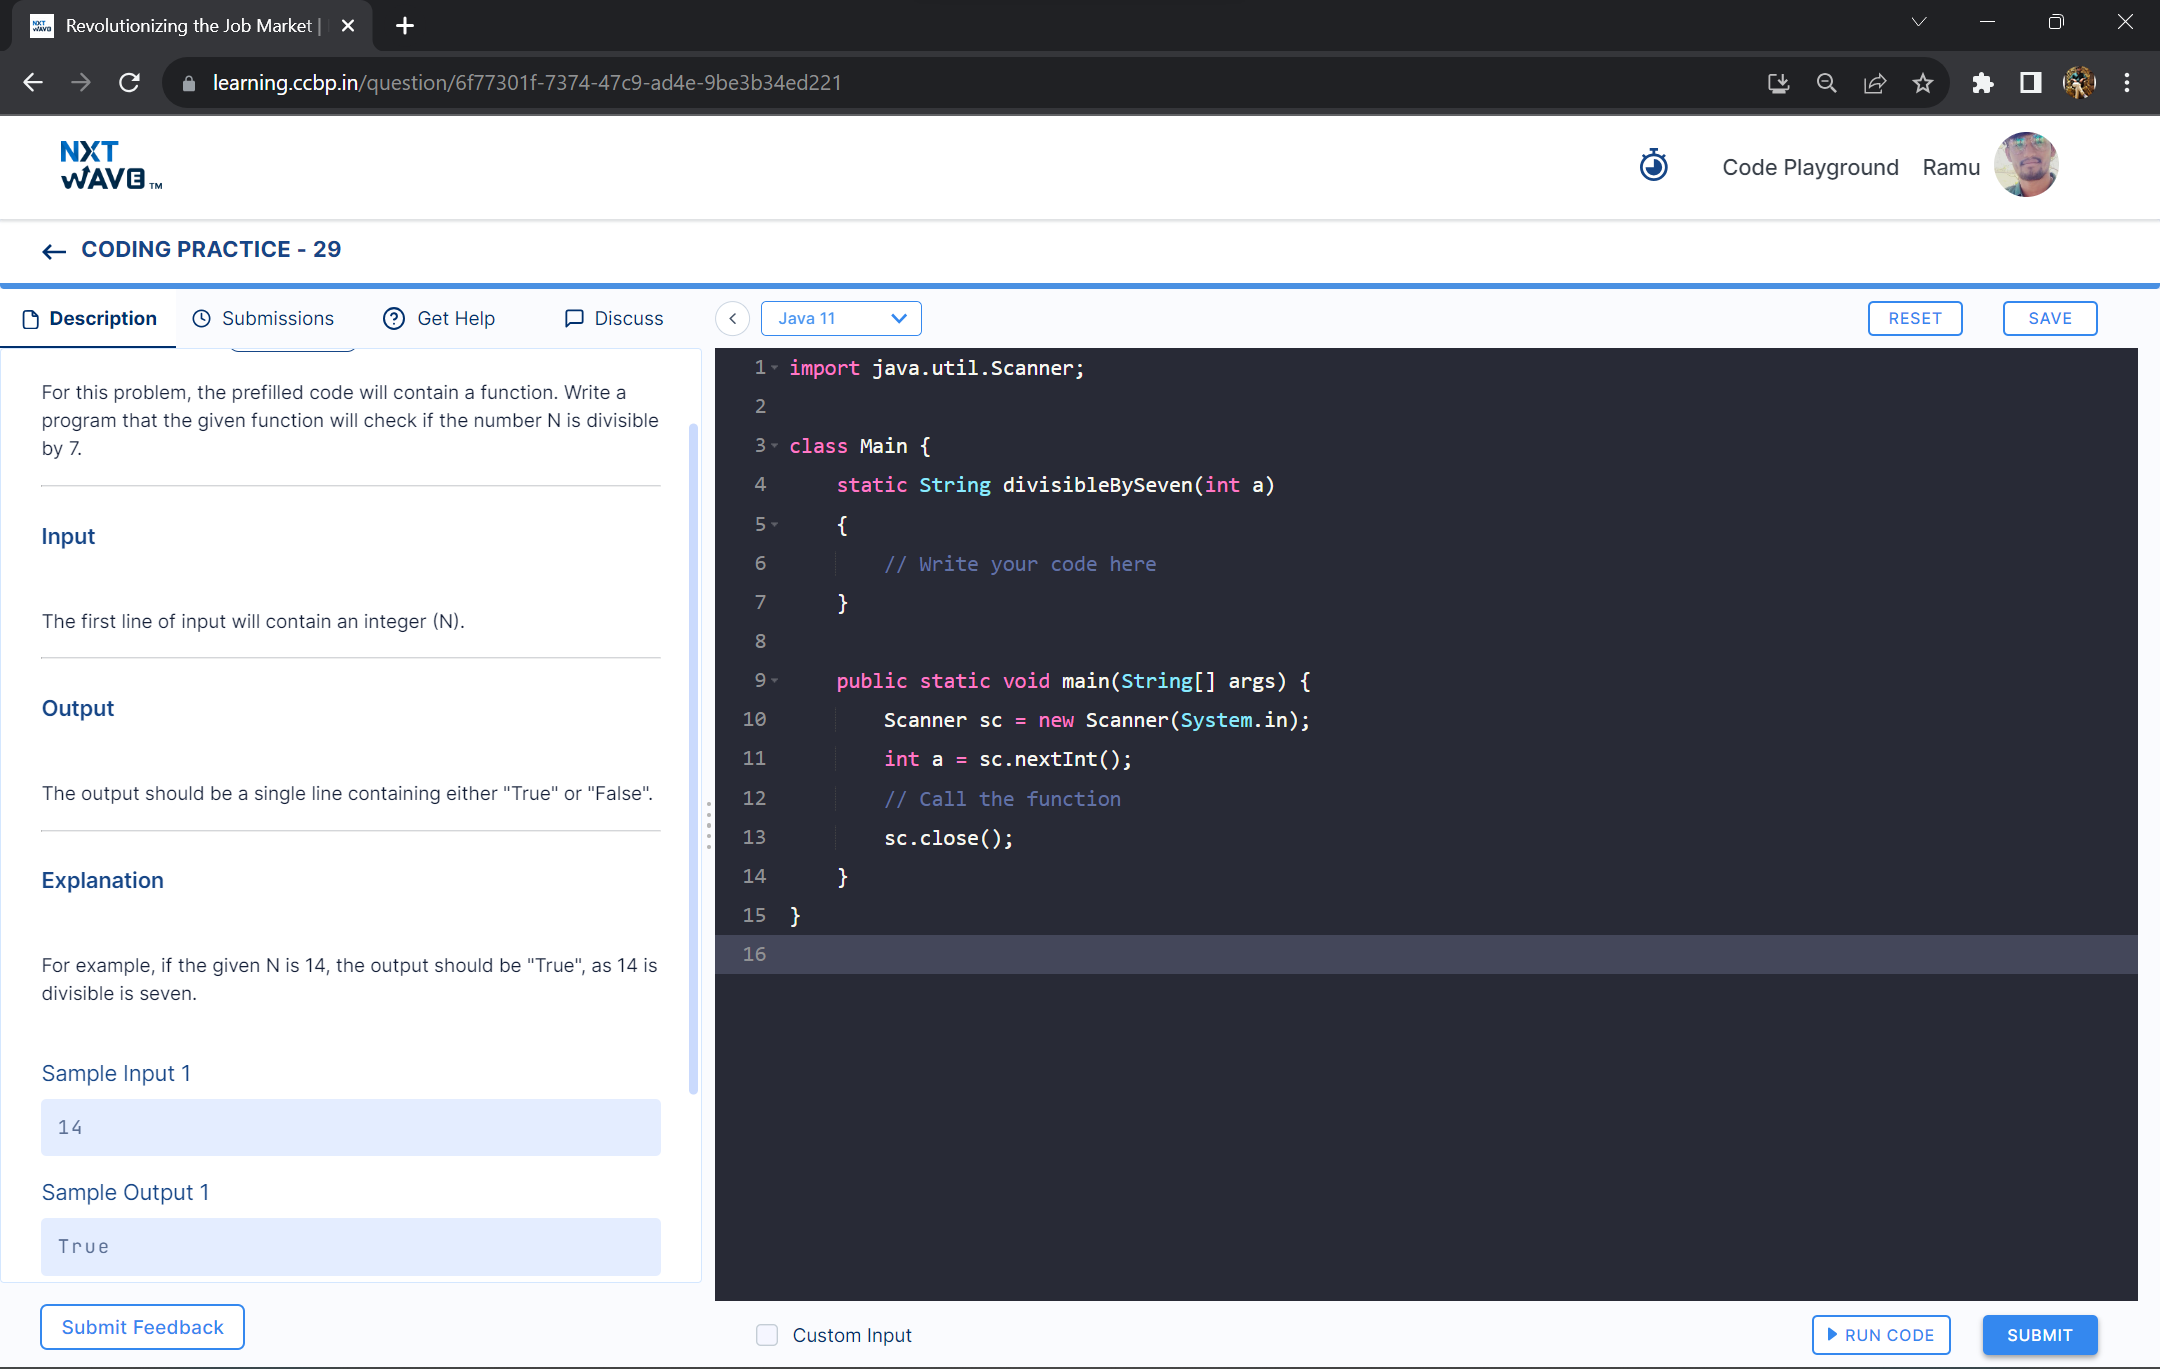 Revolutionizing the Job Market |
learning.ccbp.in/question/6f77301f-7374-47c9-ad4e-9be3b34ed221
NXT
WAVE TM
Code Playground Ramu
CODING PRACTICE - 29
Description Submissions Get Help Discuss
Java 11 RESET SAVE
For this problem, the prefilled code will contain a function. Write a
program that the given function will check if the number N is divisible
by 7.
Input
The first line of input will contain an integer (N).
Output
The output should be a single line containing either "True" or "False".
Explanation
For example, if the given N is 14, the output should be "True", as 14 is
divisible is seven.
Sample Input 1
14
Sample Output 1
True
Submit Feedback
1 import java.util.Scanner;
2
3 class Main {
4 static String divisibleBySeven(int a)
5 {
6 // Write your code here
7 }
8
9 public static void main(String[] args) {
10 Scanner sc = new Scanner(System.in);
11 int a = sc.nextInt();
12 // Call the function
13 sc.close();
14 }
15 }
16
Custom Input RUN CODE SUBMIT